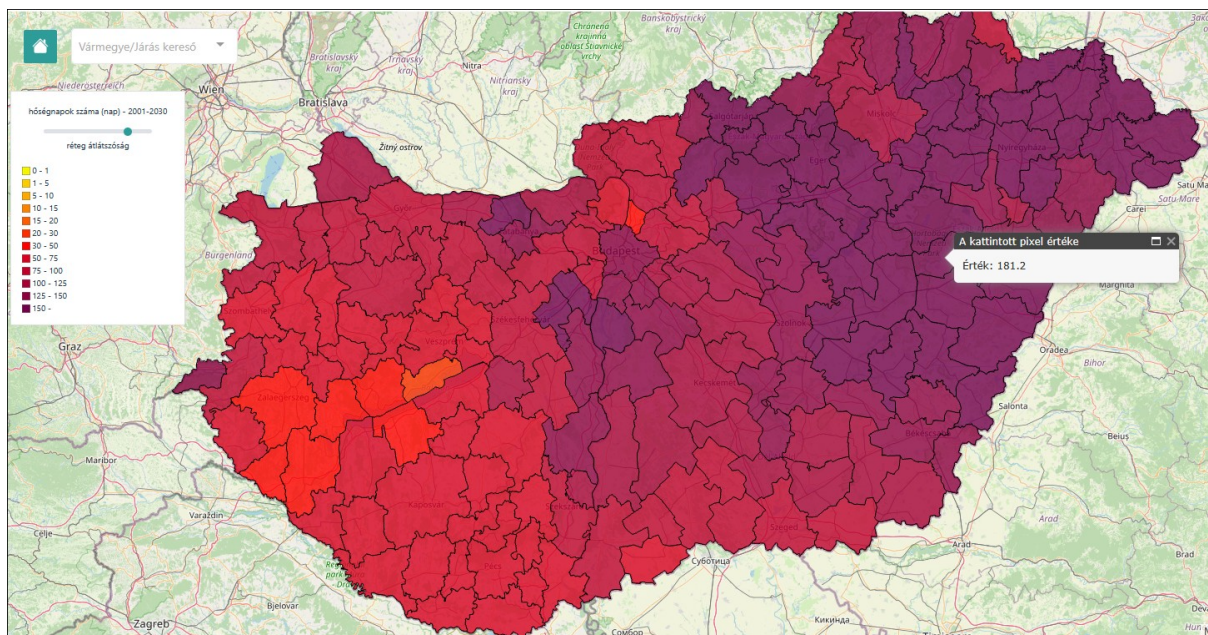 Vármegye/Járás kereső
hőségnapok száma (nap) - 2001-2030
réteg átlátszóság
0 - 1
1 - 5
5 - 10
10 - 15
15 - 20
20 - 30
30 - 50
50 - 75
75 - 100
100 - 125
125 - 150
150 -
A kattintott pixel értéke
Érték: 181.2
Chránená
krajinná
oblasť Štiavnické
vrchy
Banskobystrický
kraj
Niederösterreich
Wien
Bratislavský
kraj
Trnavský
kraj
Nitra
Nitriansky
kraj
Bratislava
Žitný ostrov
Salgótarján
Miskolc
Eger
Nyíregyháza
Satu Mare
Satu Mare
Carei
Győr
Tatabánya
Budapest
Burgenland
Szombathely
Székesfehérvár
Veszprém
Szolnok
Marghita
Graz
Oradea
Bihor
Zalaegerszeg
Kecskemét
Salonta
Békéscsaba
Beiuș
Maribor
Kaposvár
Szekszárd
Varaždin
Szeged
Celje
Pécs
Arad
Суботица
Arad
Brad
Bjelovar
Кикинда
Deva
Zagreb
Сомбор